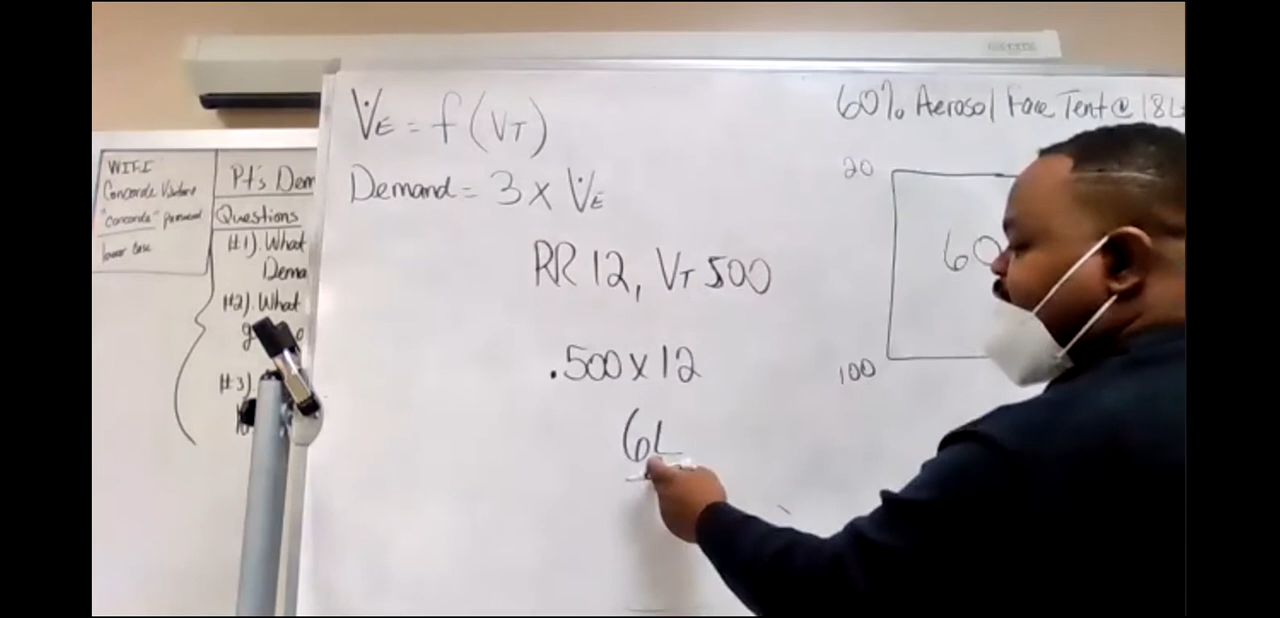 WIFI
Concorde Visitors
"concorde" password
lower case
Pt's Dem
Questions
#1). What
Dema
#2). What
#3).
V̇E = f(VT)
Demand = 3 x V̇E
RR 12, VT 500
.500 x 12
6L
60% Aerosol Face Tent @ 18L
20
60
100